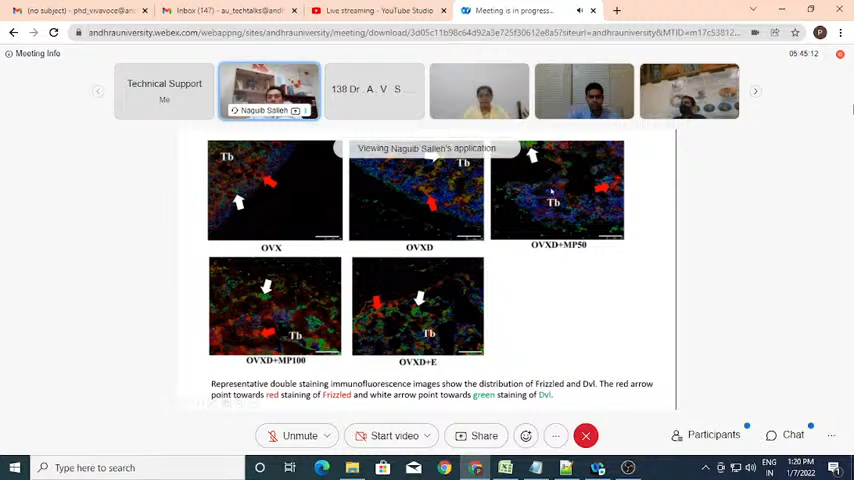 (no subject) - phd_vivavoce@and
Inbox (147) - au_techtalks@andh
Live streaming - YouTube Studio
Meeting is in progress...
andhrauniversity.webex.com/webappng/sites/andhrauniversity/meeting/download/3d05c11b98c64d92a3e725f30612e8a5?siteurl=andhrauniversity&MTID=m17c53812...
P
Meeting Info
05:45:12
Technical Support
Me
Naguib Salleh
138 Dr . A . V S ...
Viewing Naguib Salleh's application
Tb
Tb
Tb
OVX
OVXD
OVXD+MP50
Tb
Tb
OVXD+MP100
OVXD+E
Representative double staining immunofluorescence images show the distribution of Frizzled and Dvl. The red arrow
point towards red staining of Frizzled and white arrow point towards green staining of Dvl.
Unmute
Start video
Share
Participants
Chat
Type here to search
ENG
IN
1:20 PM
1/7/2022